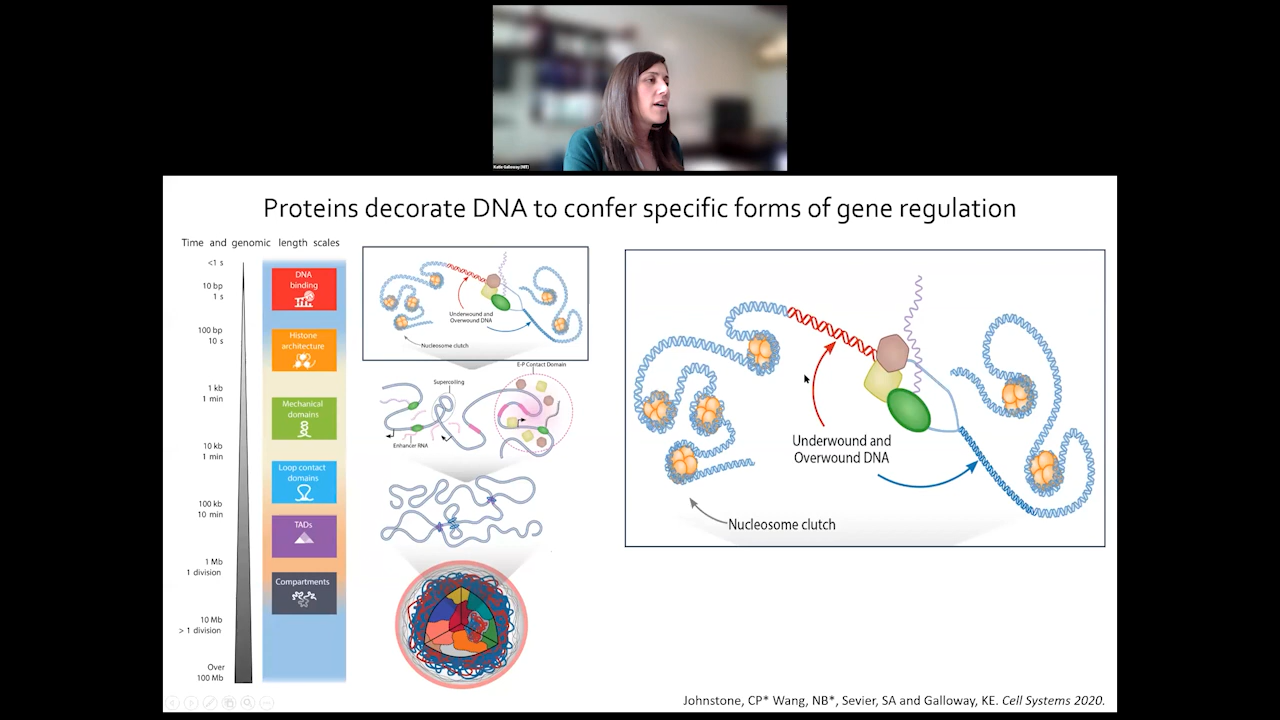 Katie Galloway (MIT)
Proteins decorate DNA to confer specific forms of gene regulation
Time and genomic length scales
<1 s
10 bp
1 s
100 bp
10 s
1 kb
1 min
10 kb
1 min
100 kb
10 min
1 Mb
1 division
10 Mb
> 1 division
Over
100 Mb
DNA
binding
Histone
architecture
Mechanical
domains
Loop contact
domains
TADs
Compartments
Underwound and
Overwound DNA
Nucleosome clutch
E-P Contact Domain
Supercoiling
Enhancer RNA
Underwound and
Overwound DNA
Nucleosome clutch
Johnstone, CP* Wang, NB*, Sevier, SA and Galloway, KE. Cell Systems 2020.